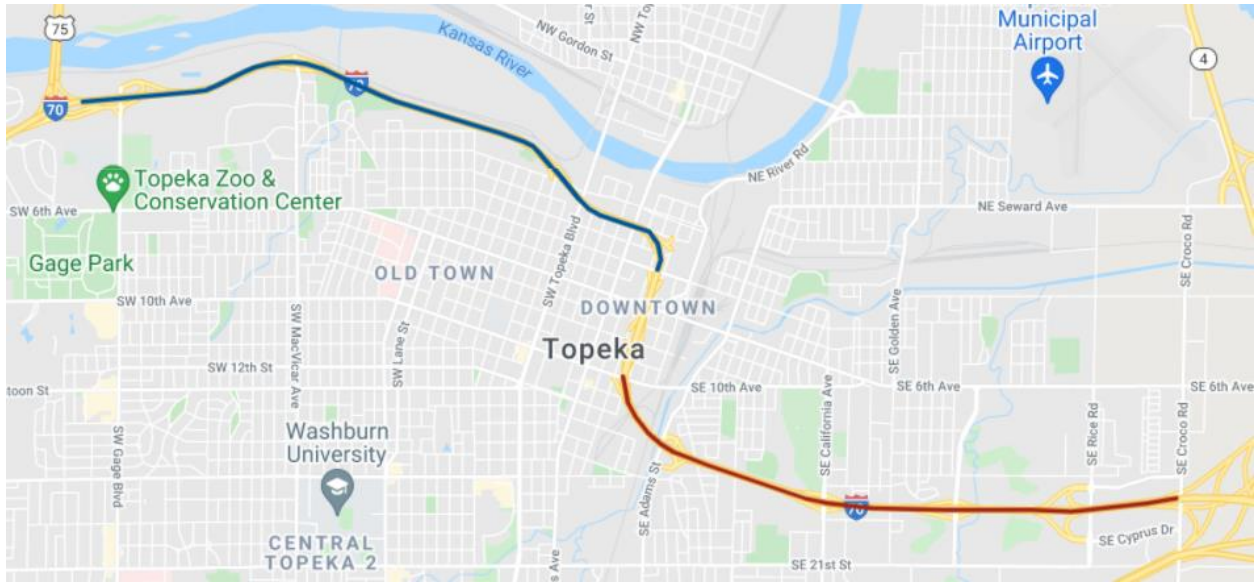 75
Kansas River
NW Gordon St
Municipal
Airport
4
70
70
Topeka Zoo &
Conservation Center
NE River Rd
SW 6th Ave
NE Seward Ave
SW Topeka Blvd
SE Croco Rd
Gage Park
OLD TOWN
SW 10th Ave
DOWNTOWN
SW MacVicar Ave
SW Lane St
SE Golden Ave
Topeka
SW 12th St
toon St
SE 10th Ave
SE 6th Ave
SE 6th Ave
SW Gage Blvd
Washburn
University
SE California Ave
SE Rice Rd
SE Croco Rd
SE Adams St
70
SE Cyprus Dr
CENTRAL
TOPEKA 2
SE 21st St